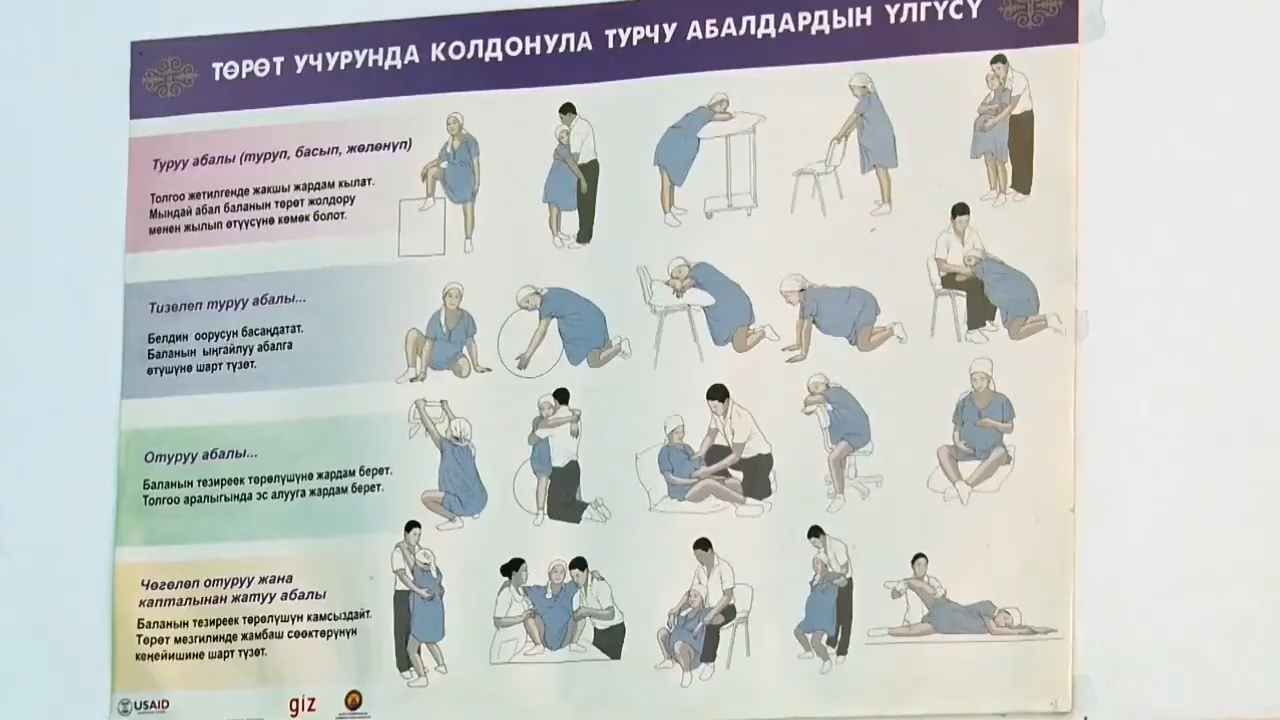 ТӨРӨТ УЧУРУНДА КОЛДОНУЛА ТУРЧУ АБАЛДАРДЫН ҮЛГҮСҮ
Туруу абалы (туруп, басып, жөлөнүп)
Толгоо жетилгенде жакшы жардам кылат.
Мындай абал баланын төрөт жолдору
менен жылып өтүүсүнө көмөк болот.
Тизелеп туруу абалы...
Белдин оорусун басаңдатат.
Баланын ыңгайлуу абалга
өтүшүнө шарт түзөт.
Отуруу абалы...
Баланын тезирээк төрөлүшүнө жардам берет.
Толгоо аралыгында эс алууга жардам берет.
Чөгөлөп отуруу жана
капталынан жатуу абалы
Баланын тезиреек төрөлүшүн камсыздайт.
Төрөт мезгилинде жамбаш сөөктөрүнүн
кеңейишине шарт түзөт.
USAID
giz